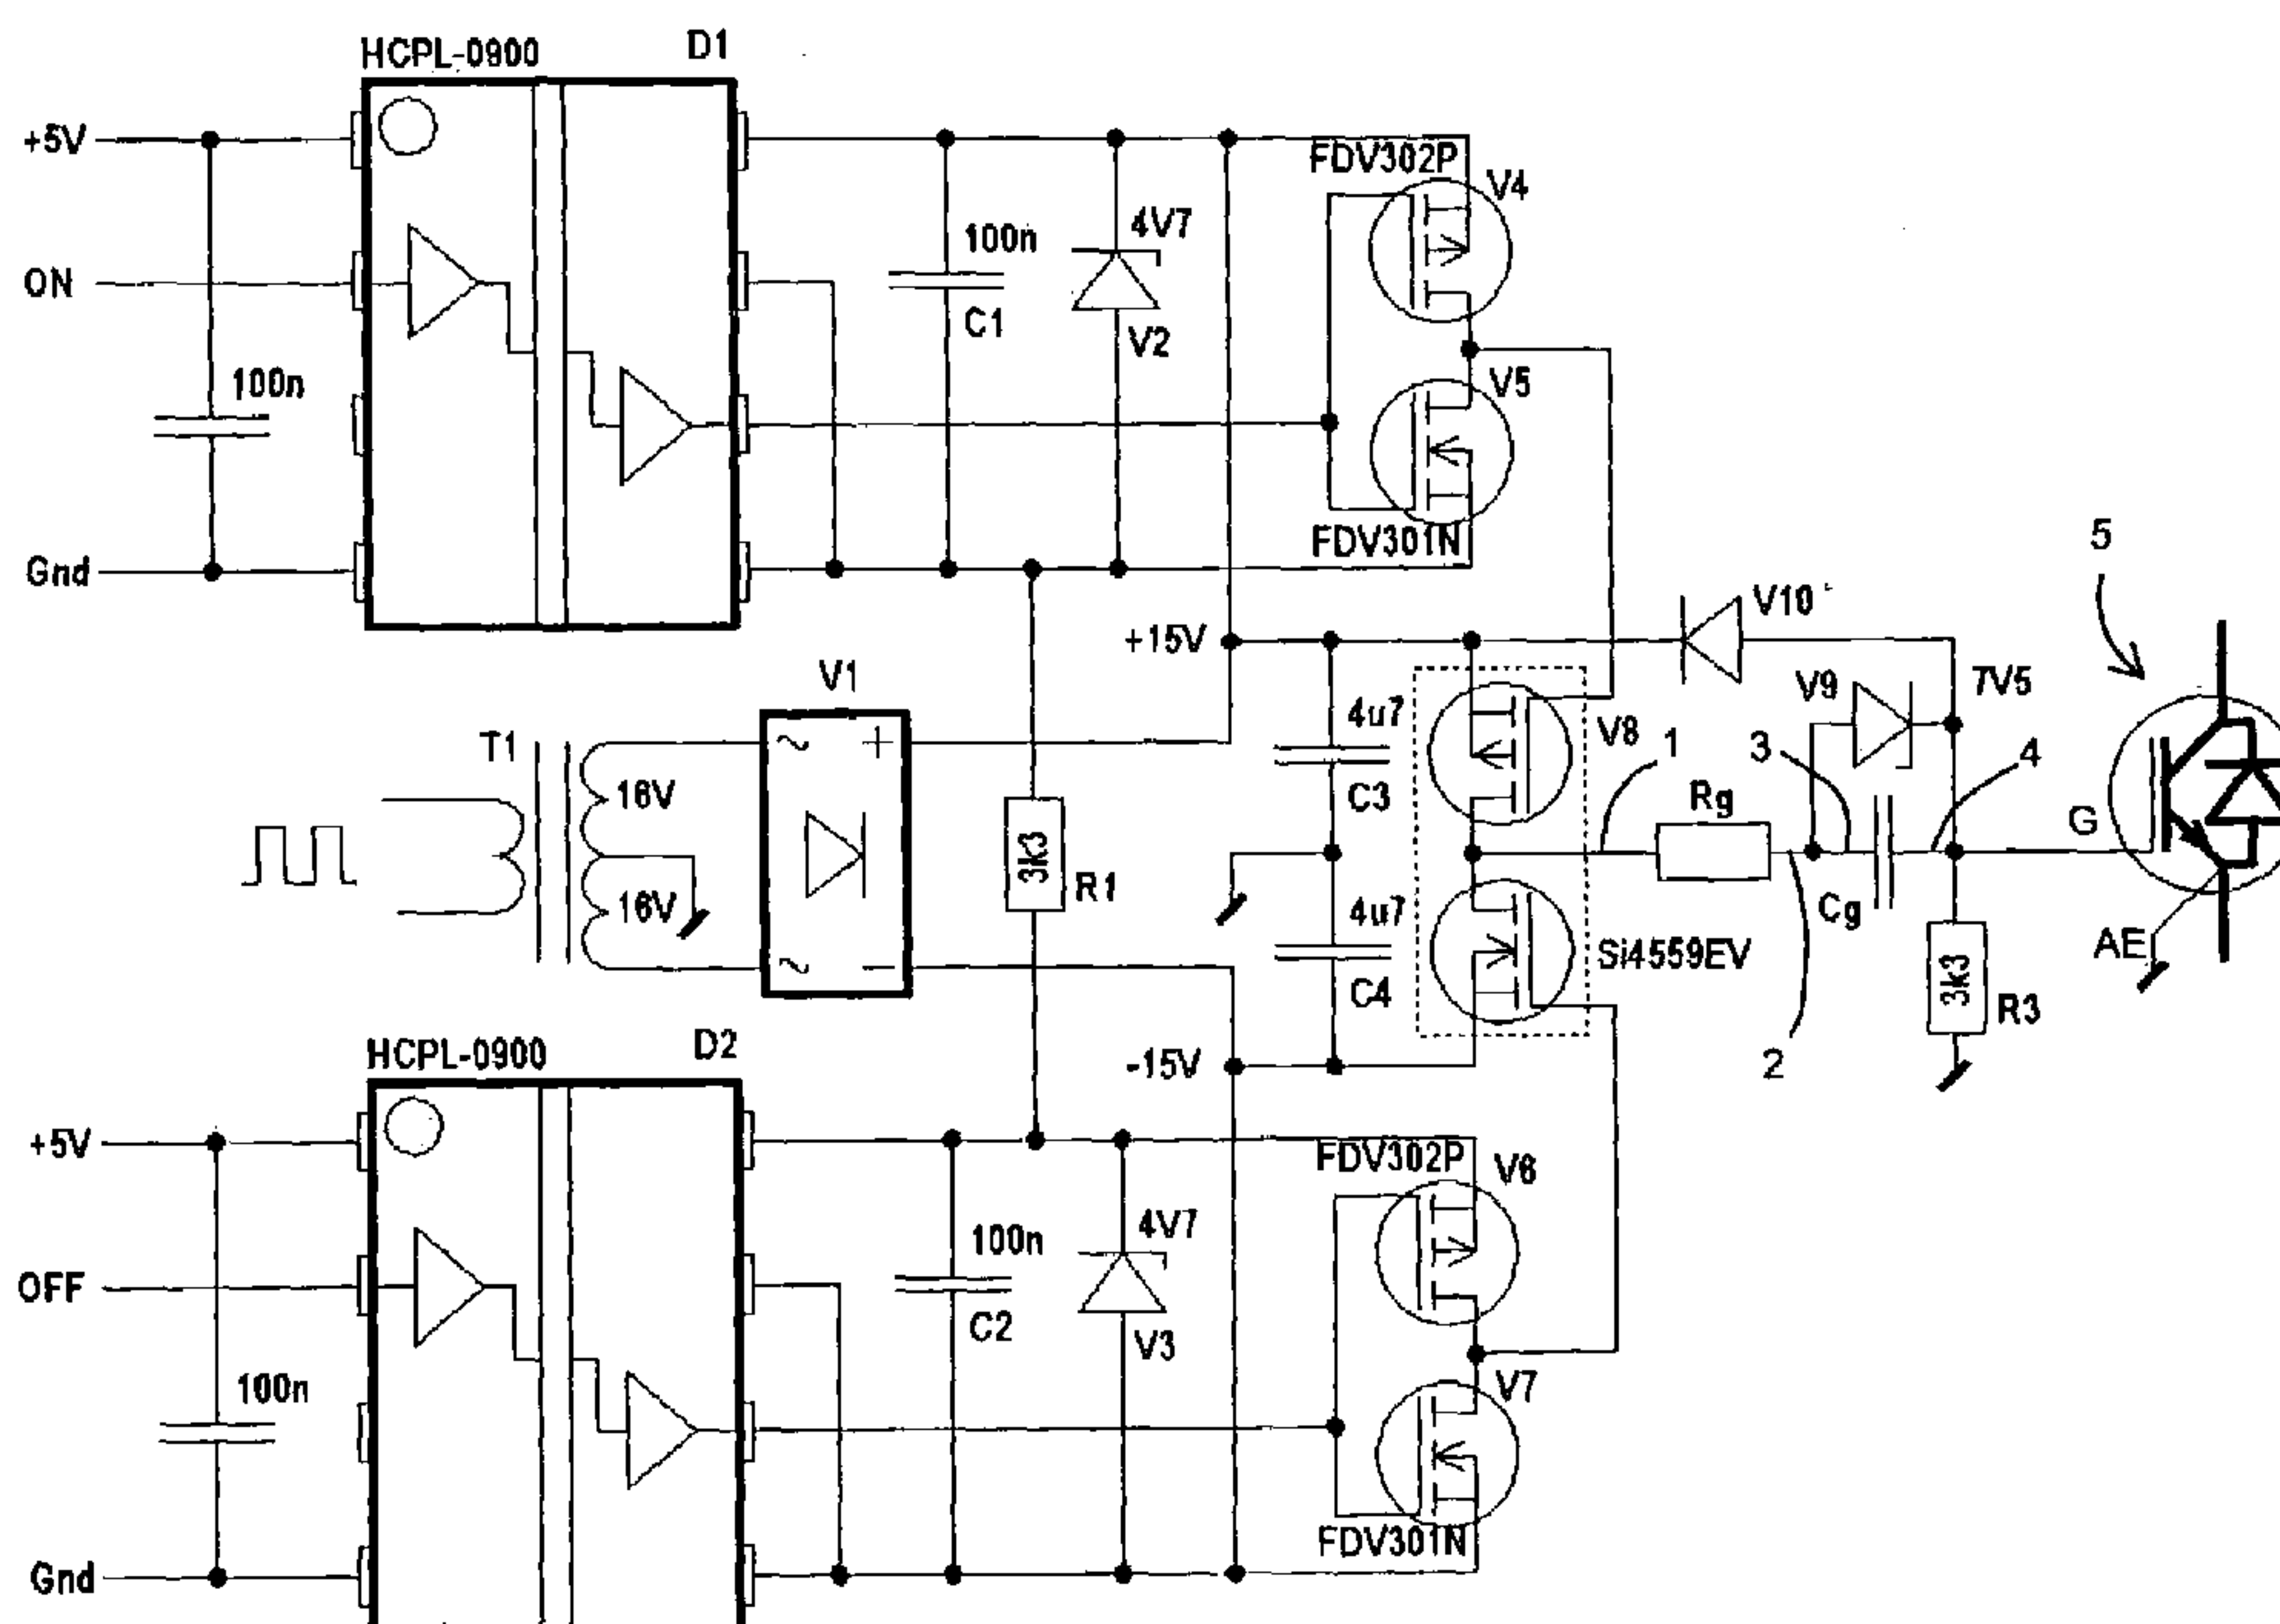 HCPL-0900 D1
+5V
FDV302P
V4
4V7
100n
ON
C1
V2
100n
V5
FDV301N
Gnd
5
V10
+15V
V1
V9 7V5
4u7
T1
V8 1 3 4
16V
C3
Rg
G
3k3
R1
16V
4u7
Cg
AE
Si4559EV
C4
3k3
R3
HCPL-0900 D2
-15V
2
+5V
FDV302P V6
4V7
100n
OFF
C2
V3
100n
V7
FDV301N
Gnd